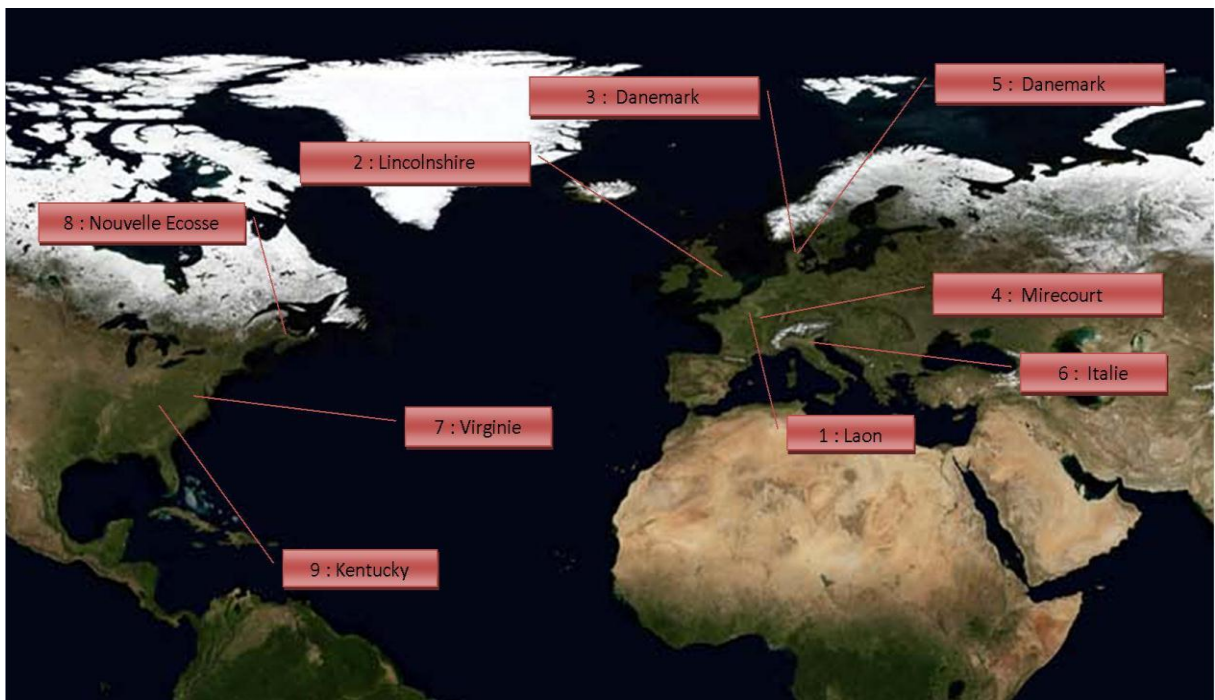 3 : Danemark
5 : Danemark
2 : Lincolnshire
8 : Nouvelle Ecosse
4 : Mirecourt
6 : Italie
7 : Virginie
1 : Laon
9 : Kentucky